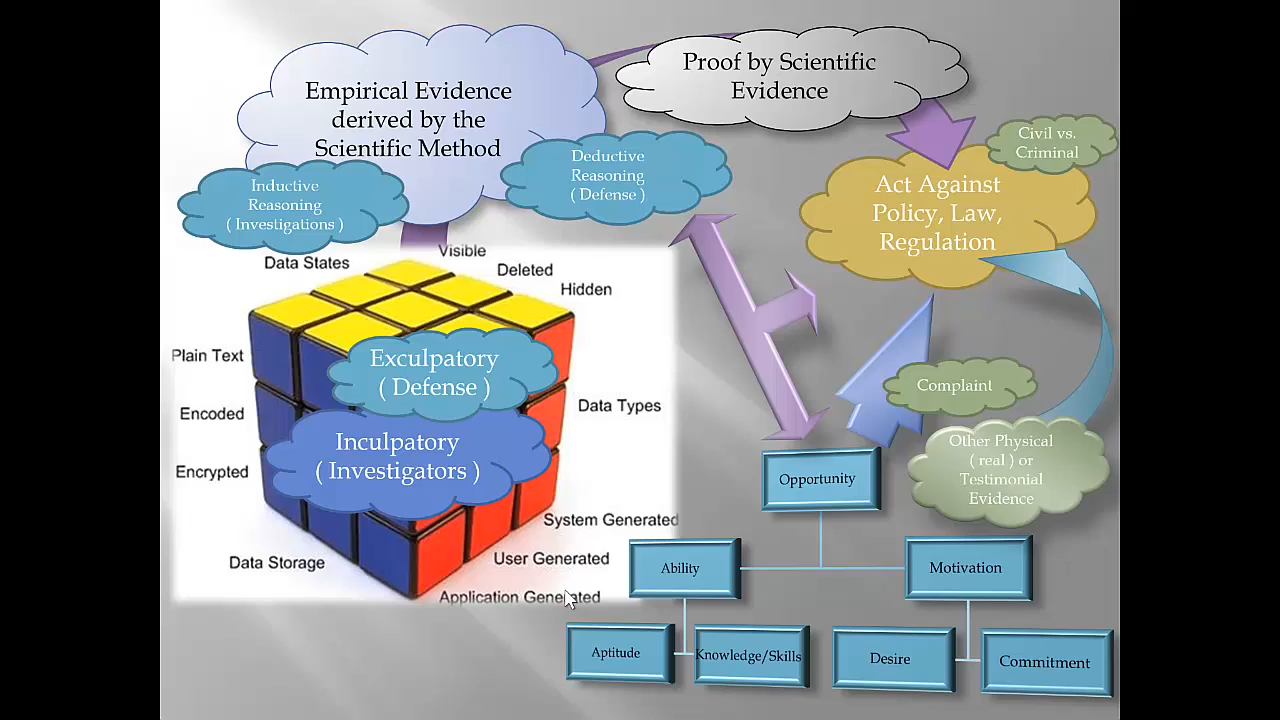 Empirical Evidence
derived by the
Scientific Method
Proof by Scientific
Evidence
Civil vs.
Criminal
Act Against
Policy, Law,
Regulation
Inductive
Reasoning
( Investigations )
Deductive
Reasoning
( Defense )
Data States
Visible
Deleted
Hidden
Plain Text
Encoded
Encrypted
Exculpatory
( Defense )
Inculpatory
( Investigators )
Data Types
System Generated
User Generated
Application Generated
Data Storage
Complaint
Other Physical
( real ) or
Testimonial
Evidence
Opportunity
Ability
Motivation
Aptitude
Knowledge/Skills
Desire
Commitment